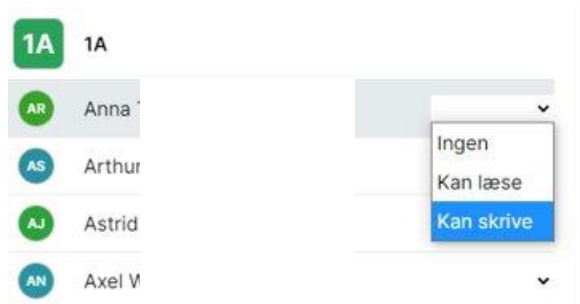 1A 1A
AR Anna
Ingen
AS Arthur
Kan læse
AJ Astrid
Kan skrive
AN Axel W